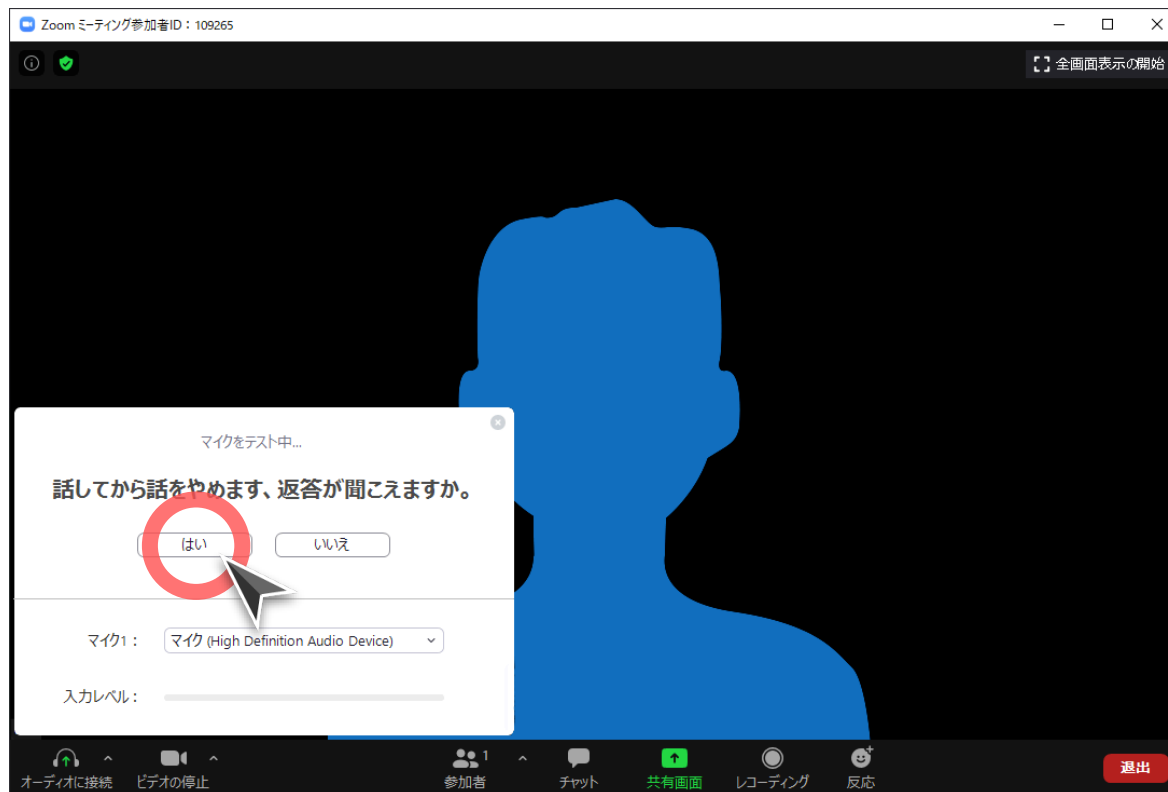 Zoom ミーティング参加者ID：109265
全画面表示の開始
マイクをテスト中...
話してから話をやめます、返答が聞こえますか。
はい いいえ
マイク1： マイク (High Definition Audio Device)
入力レベル：
1
オーディオに接続 ビデオの停止 参加者 チャット 共有画面 レコーディング 反応 退出